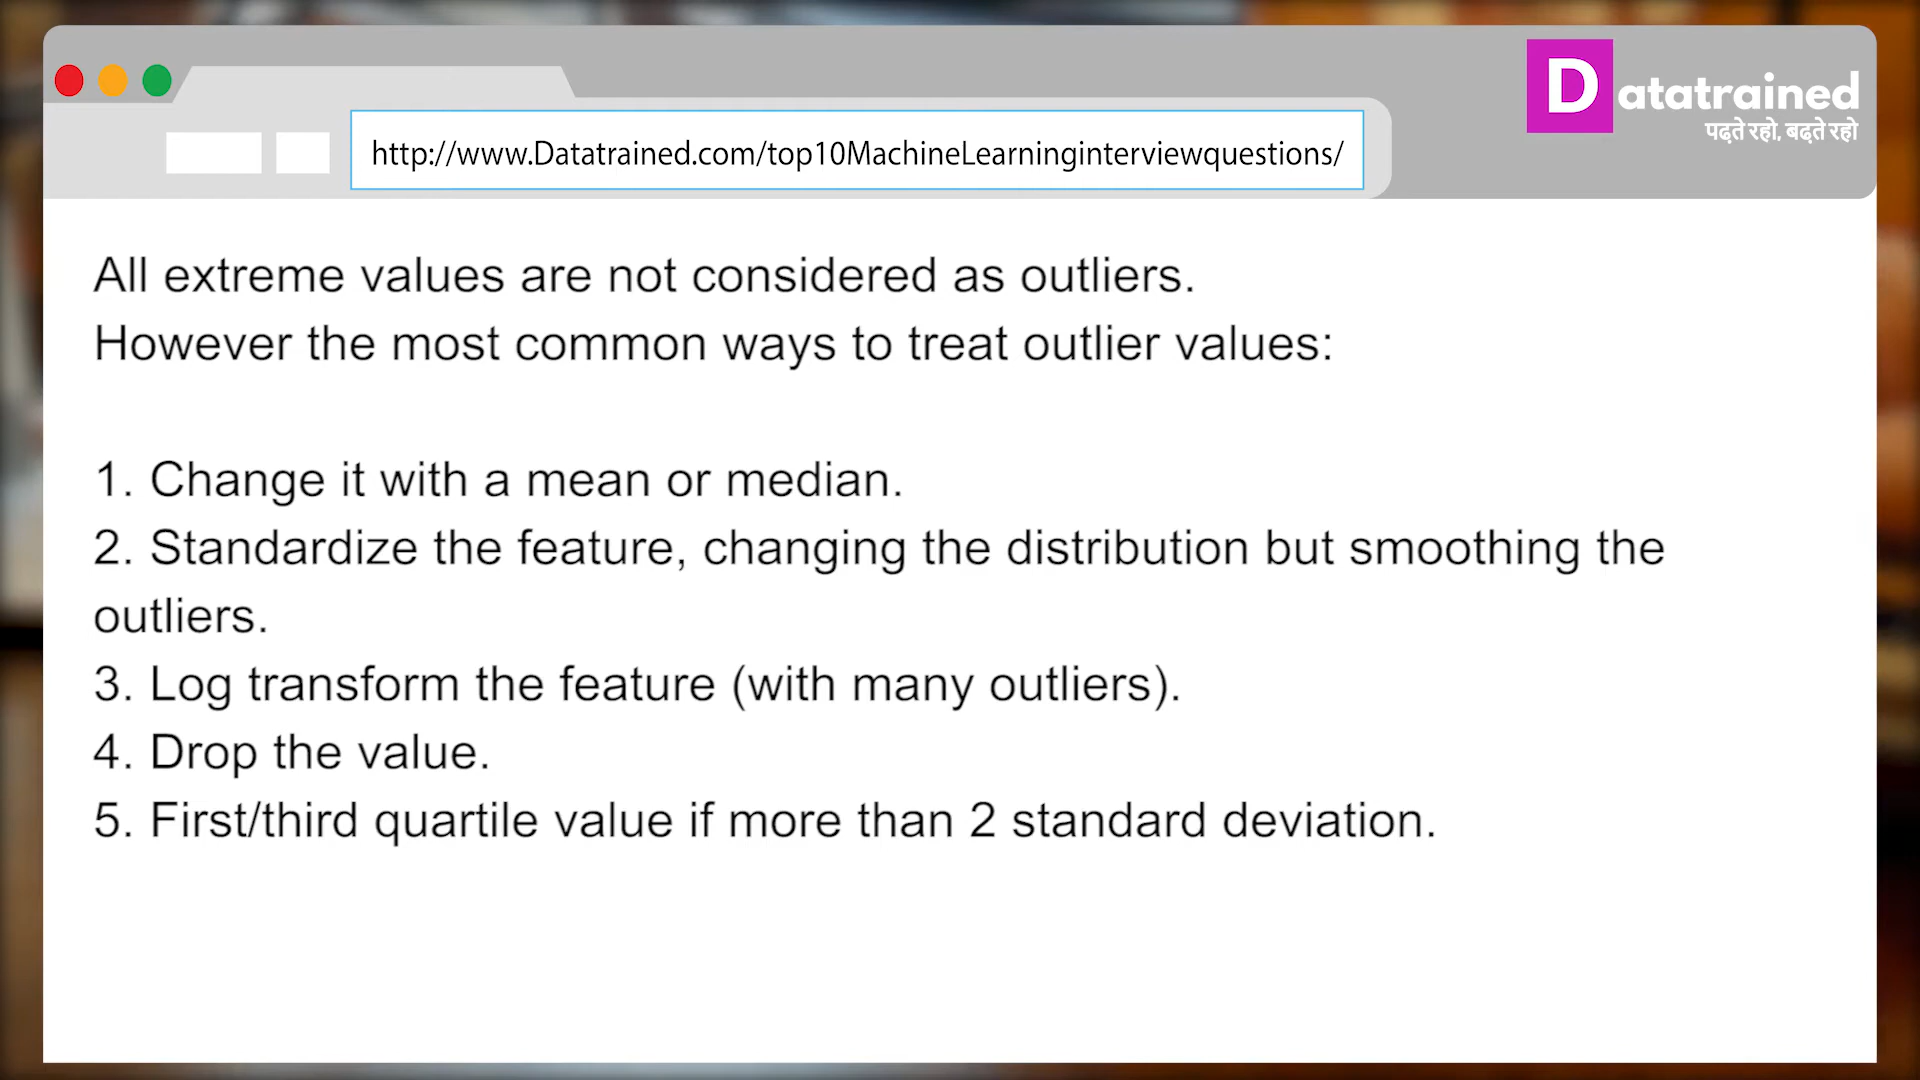 Datatrained
पढ़ते रहो, बढ़ते रहो
http://www.Datatrained.com/top10MachineLearninginterviewquestions/
All extreme values are not considered as outliers.
However the most common ways to treat outlier values:
1. Change it with a mean or median.
2. Standardize the feature, changing the distribution but smoothing the
outliers.
3. Log transform the feature (with many outliers).
4. Drop the value.
5. First/third quartile value if more than 2 standard deviation.